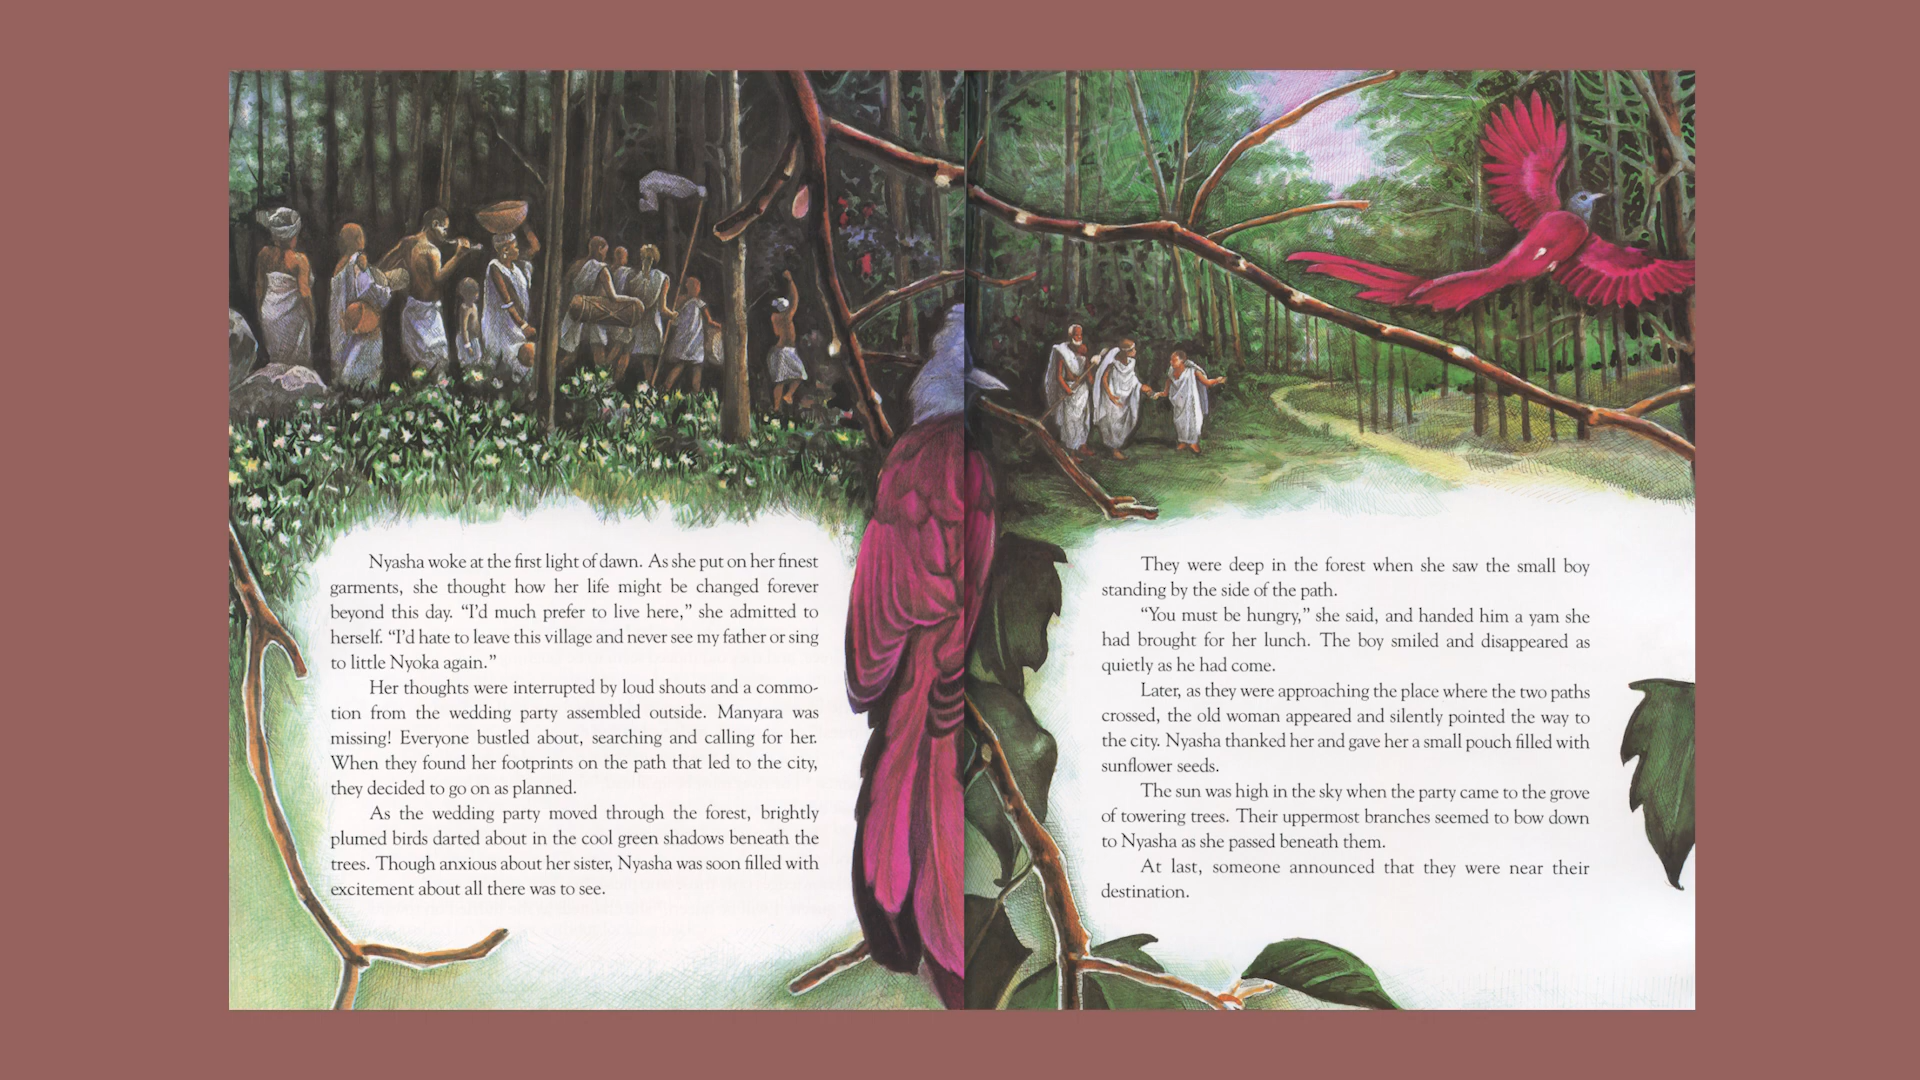 Nyasha woke at the first light of dawn. As she put on her finest
garments, she thought how her life might be changed forever
beyond this day. “I’d much prefer to live here,” she admitted to
herself. “I’d hate to leave this village and never see my father or sing
to little Nyoka again.”
Her thoughts were interrupted by loud shouts and a commo-
tion from the wedding party assembled outside. Manyara was
missing! Everyone bustled about, searching and calling for her.
When they found her footprints on the path that led to the city,
they decided to go on as planned.
As the wedding party moved through the forest, brightly
plumed birds darted about in the cool green shadows beneath the
trees. Though anxious about her sister, Nyasha was soon filled with
excitement about all there was to see.
They were deep in the forest when she saw the small boy
standing by the side of the path.
“You must be hungry,” she said, and handed him a yam she
had brought for her lunch. The boy smiled and disappeared as
quietly as he had come.
Later, as they were approaching the place where the two paths
crossed, the old woman appeared and silently pointed the way to
the city. Nyasha thanked her and gave her a small pouch filled with
sunflower seeds.
The sun was high in the sky when the party came to the grove
of towering trees. Their uppermost branches seemed to bow down
to Nyasha as she passed beneath them.
At last, someone announced that they were near their
destination.